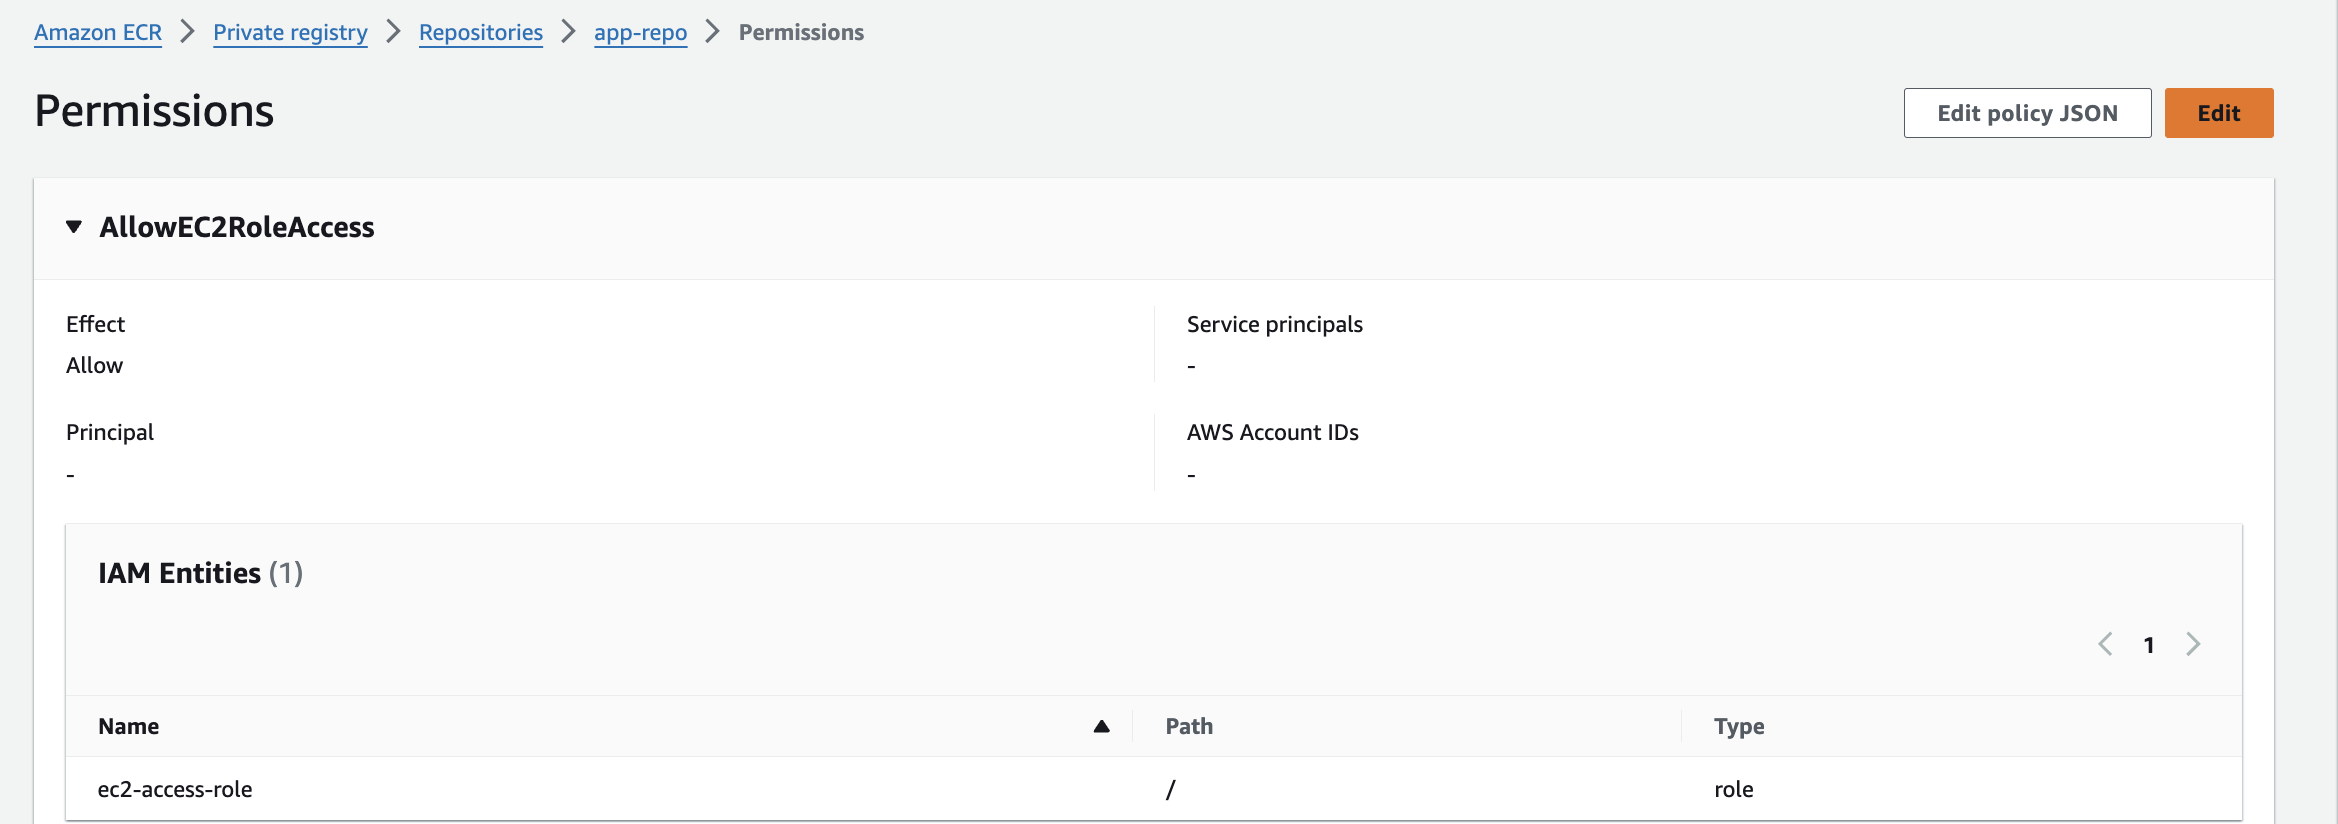 Amazon ECR > Private registry > Repositories > app-repo > Permissions
Permissions
Edit policy JSON
Edit
AllowEC2RoleAccess
Effect
Allow
Service principals
-
Principal
-
AWS Account IDs
-
IAM Entities (1)
1
Name Path Type
ec2-access-role / role